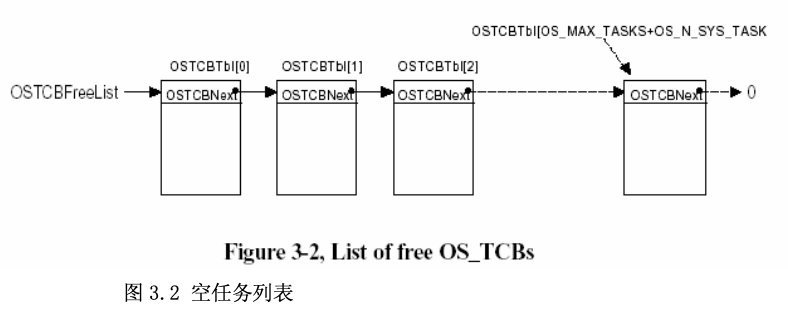 OSTCBTbl[OS_MAX_TASKS+OS_N_SYS_TASK
OSTCBTbl[0] OSTCBTbl[1] OSTCBTbl[2]
OSTCBFreeList OSTCBNext OSTCBNext OSTCBNext OSTCBNext 0
Figure 3-2, List of free OS_TCBs
图 3.2 空任务列表